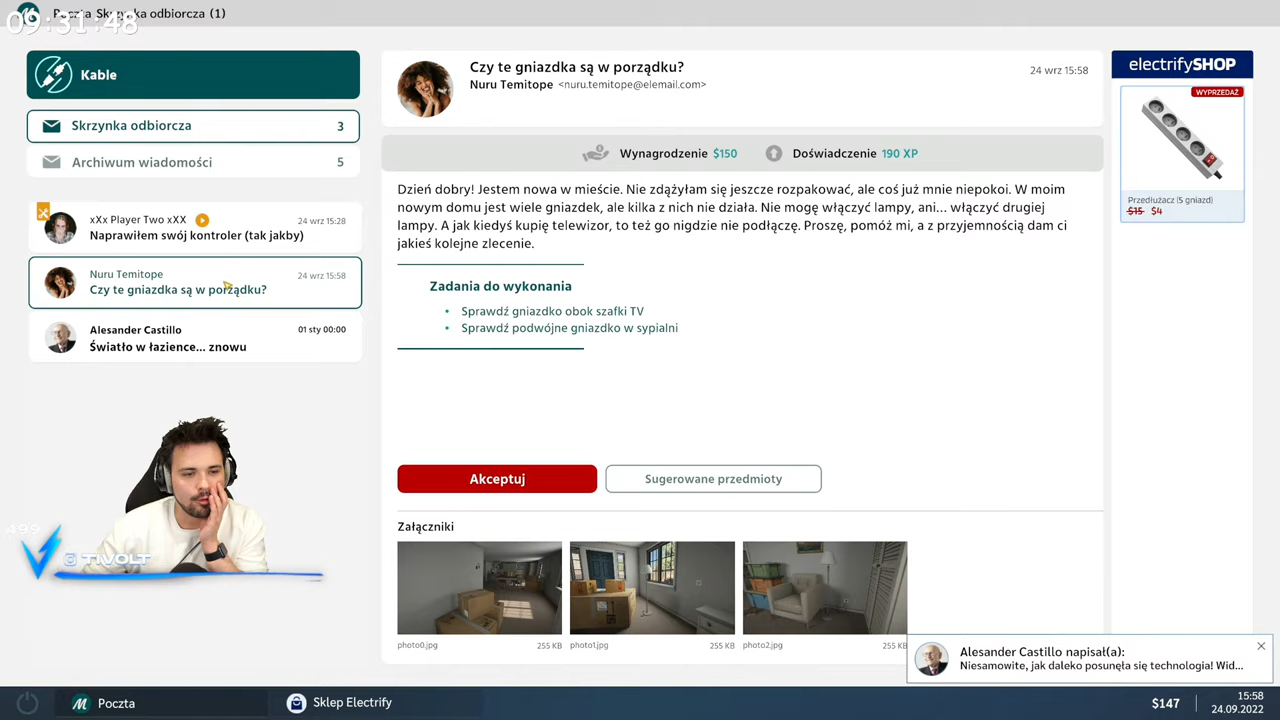 Poczta Skrzynka odbiorcza (1)
09:31:48
Kable
Skrzynka odbiorcza 3
Archiwum wiadomości 5
xXx Player Two xXX
24 wrz 15:28
Naprawiłem swój kontroler (tak jakby)
Nuru Temitope
24 wrz 15:58
Czy te gniazdka są w porządku?
Alesander Castillo
01 sty 00:00
Światło w łazience... znowu
Czy te gniazdka są w porządku?
Nuru Temitope <nuru.temitope@elemail.com>
24 wrz 15:58
Wynagrodzenie $150
Doświadczenie 190 XP
Dzień dobry! Jestem nowa w mieście. Nie zdążyłam się jeszcze rozpakować, ale coś już mnie niepokoi. W moim
nowym domu jest wiele gniazdek, ale kilka z nich nie działa. Nie mogę włączyć lampy, ani... włączyć drugiej
lampy. A jak kiedyś kupię telewizor, to też go nigdzie nie podłączę. Proszę, pomóż mi, a z przyjemnością dam ci
jakieś kolejne zlecenie.
Zadania do wykonania
• Sprawdź gniazdko obok szafki TV
• Sprawdź podwójne gniazdko w sypialni
Akceptuj
Sugerowane przedmioty
Załączniki
photo0.jpg 255 KB
photo1.jpg 255 KB
photo2.jpg 255 KB
electrifySHOP
WYPRZEDAŻ
Przedłużacz (5 gniazd)
$15 $4
499
TIVOLT
Alesander Castillo napisał(a):
Niesamowite, jak daleko posunęła się technologia! Wid...
Poczta
Sklep Electrify
$147
15:58
24.09.2022